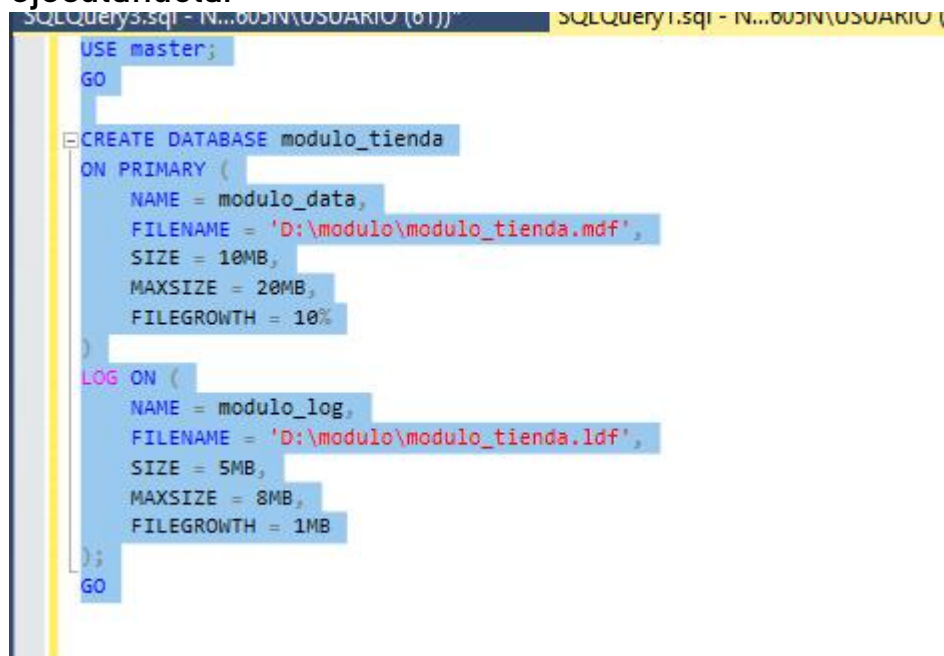 SQLQuery3.sql - N...605N\USUARIO (61))* SQLQuery1.sql - N...605N\USUARIO
USE master;
GO
CREATE DATABASE modulo_tienda
ON PRIMARY (
NAME = modulo_data,
FILENAME = 'D:\modulo\modulo_tienda.mdf',
SIZE = 10MB,
MAXSIZE = 20MB,
FILEGROWTH = 10%
)
LOG ON (
NAME = modulo_log,
FILENAME = 'D:\modulo\modulo_tienda.ldf',
SIZE = 5MB,
MAXSIZE = 8MB,
FILEGROWTH = 1MB
);
GO